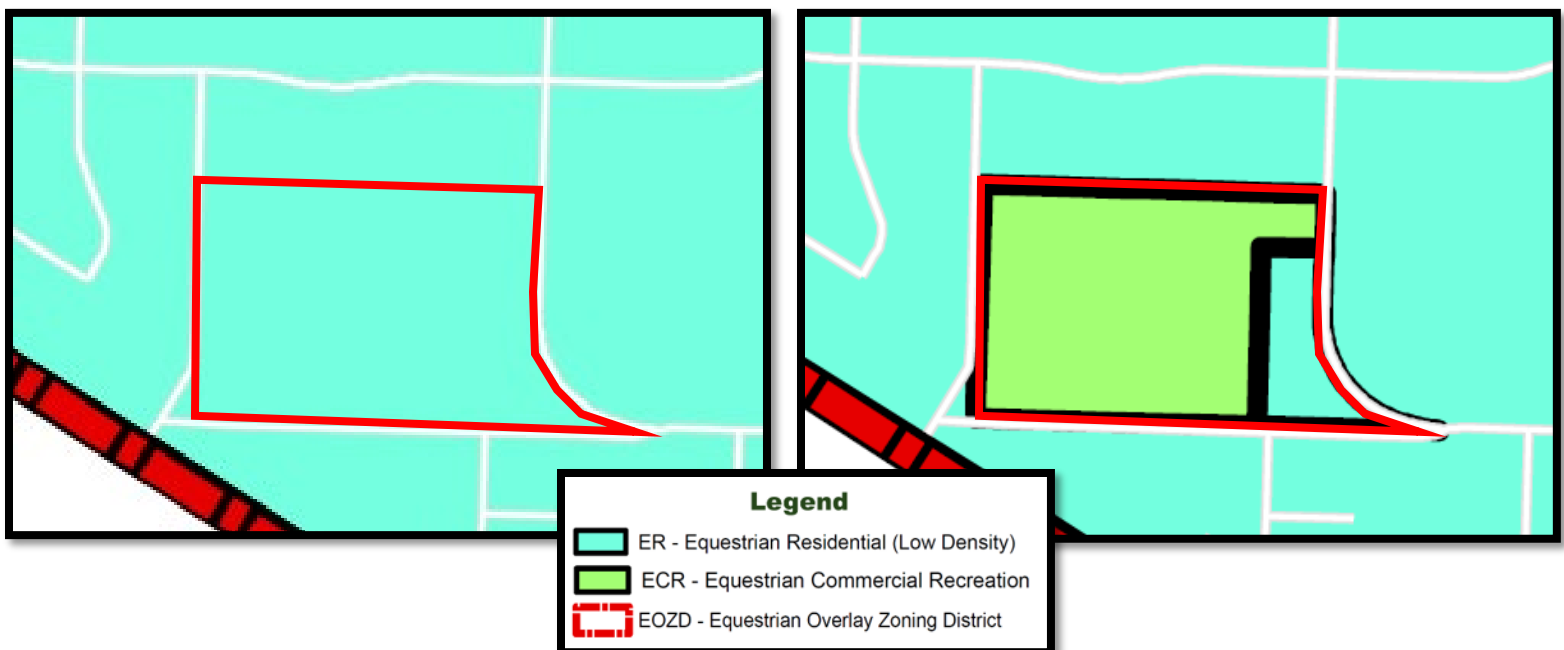 Legend
ER - Equestrian Residential (Low Density)
ECR - Equestrian Commercial Recreation
EOZD - Equestrian Overlay Zoning District